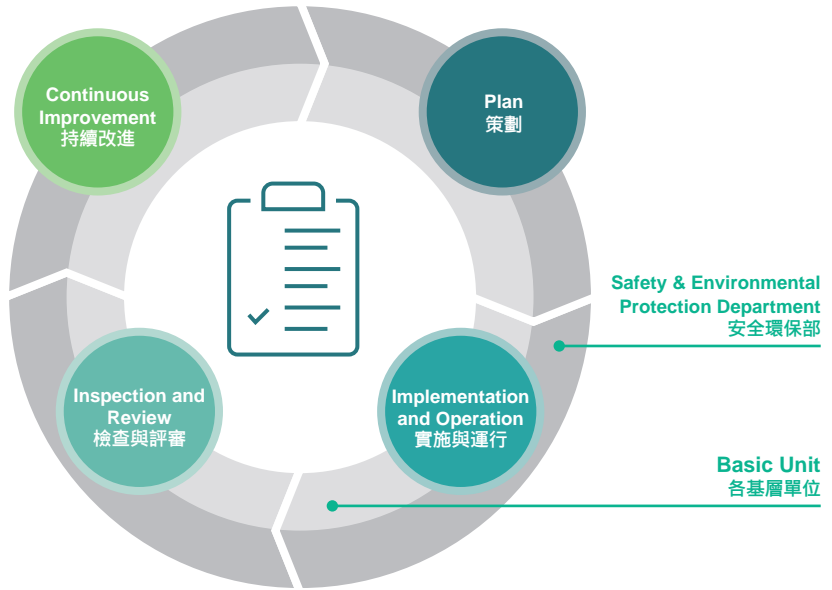 Continuous
Improvement
持續改進
Plan
策劃
Safety & Environmental
Protection Department
安全環保部
Inspection and
Review
檢查與評審
Implementation
and Operation
實施與運行
Basic Unit
各基層單位